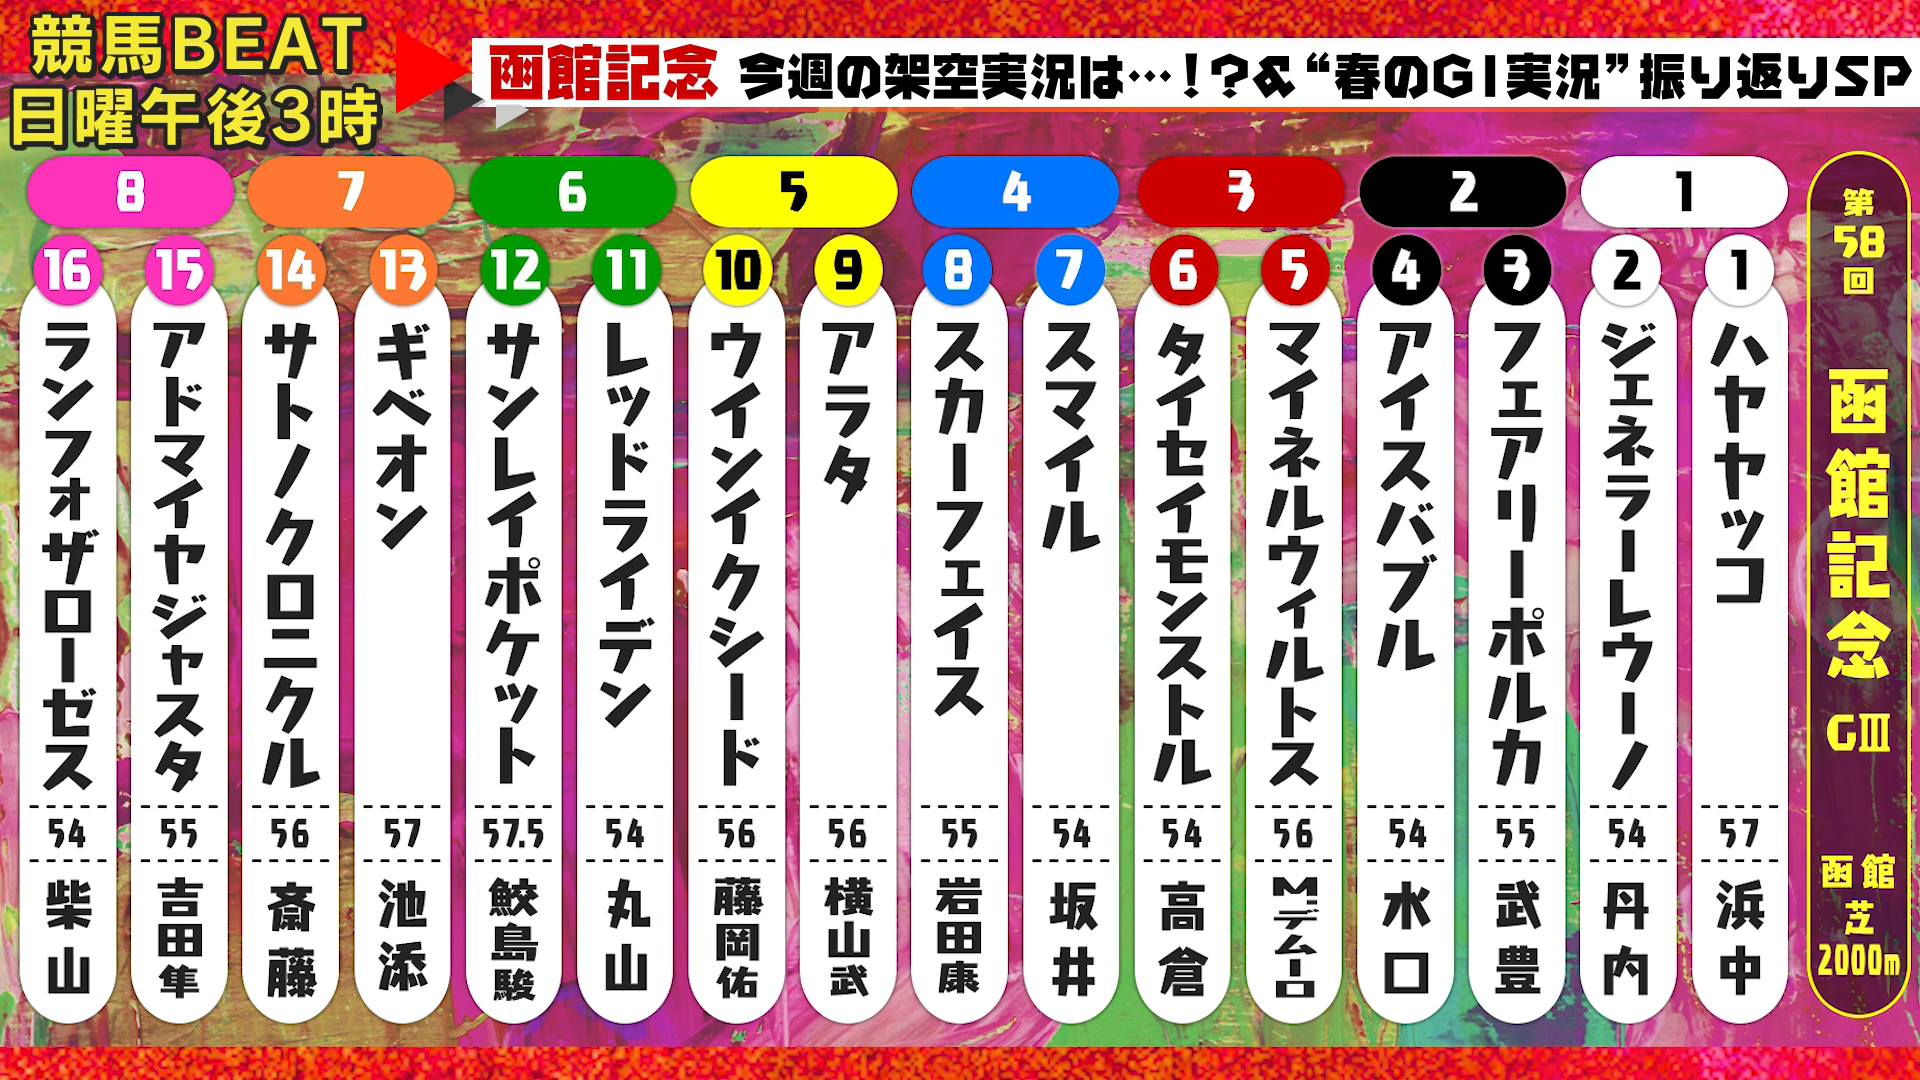 競馬BEAT
日曜午後3時
函館記念 今週の架空実況は…！？＆“春のGI実況”振り返りSP
第58回
函館記念 GⅢ
函館 芝 2000m
1
1 ハヤヤッコ 57 浜中
2 ジェネラーレウーノ 54 丹内
2
3 フェアリーポルカ 55 武豊
4 アイスバブル 54 水口
3
5 マイネルウィルトス 56 M.デムーロ
6 タイセイモンストル 54 高倉
4
7 スマイル 54 坂井
8 スカーフェイス 55 岩田康
5
9 アラタ 56 横山武
10 ウインイクシード 56 藤岡佑
6
11 レッドライデン 54 丸山
12 サンレイポケット 57.5 鮫島駿
7
13 ギベオン 57 池添
14 サトノクロニクル 56 斎藤
8
15 アドマイヤジャスタ 55 吉田隼
16 ランフォザローゼス 54 柴山